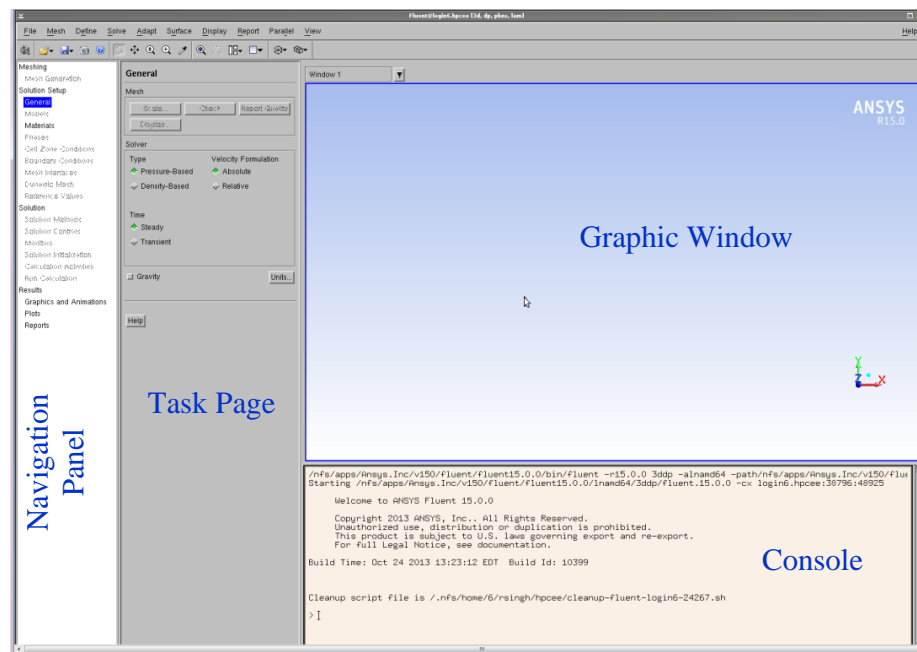 Fluent@login6.hpcee [3d, dp, pbns, lam]
File Mesh Define Solve Adapt Surface Display Report Parallel View Help
Meshing
Mesh Generation
Solution Setup
General
Models
Materials
Phases
Cell Zone Conditions
Boundary Conditions
Mesh Interfaces
Dynamic Mesh
Reference Values
Solution
Solution Methods
Solution Controls
Monitors
Solution Initialization
Calculation Activities
Run Calculation
Results
Graphics and Animations
Plots
Reports
Navigation
Panel
General
Mesh
Scale... Check Report Quality
Display...
Solver
Type Velocity Formulation
Pressure-Based Absolute
Density-Based Relative
Time
Steady
Transient
Gravity Units...
Help
Task Page
Window 1
ANSYS
R15.0
Graphic Window
Y
Z X
/nfs/apps/Ansys.Inc/v150/fluent/fluent15.0.0/bin/fluent -r15.0.0 3ddp -alnamd64 -path/nfs/apps/Ansys.Inc/v150/flue
Starting /nfs/apps/Ansys.Inc/v150/fluent/fluent15.0.0/lnamd64/3ddp/fluent.15.0.0 -cx login6.hpcee:38796:48925
Welcome to ANSYS Fluent 15.0.0
Copyright 2013 ANSYS, Inc.. All Rights Reserved.
Unauthorized use, distribution or duplication is prohibited.
This product is subject to U.S. laws governing export and re-export.
For full Legal Notice, see documentation.
Build Time: Oct 24 2013 13:23:12 EDT Build Id: 10399
Console
Cleanup script file is /.nfs/home/6/rsingh/hpcee/cleanup-fluent-login6-24267.sh
>